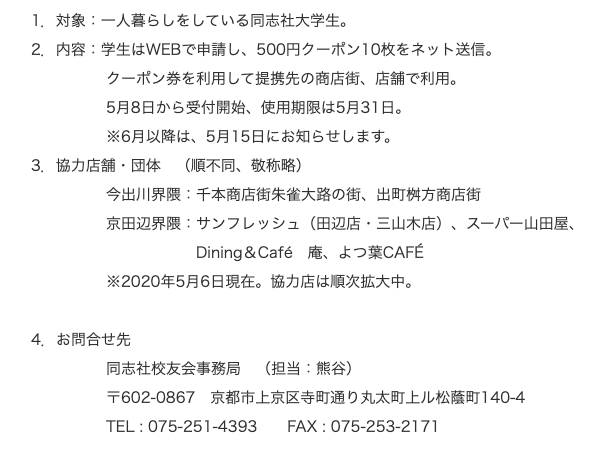 1．対象：一人暮らしをしている同志社大学生。
2．内容：学生はWEBで申請し、500円クーポン10枚をネット送信。
クーポン券を利用して提携先の商店街、店舗で利用。
5月8日から受付開始、使用期限は5月31日。
※6月以降は、5月15日にお知らせします。
3．協力店舗・団体　（順不同、敬称略）
今出川界隈：千本商店街朱雀大路の街、出町桝方商店街
京田辺界隈：サンフレッシュ（田辺店・三山木店）、スーパー山田屋、
Dining＆Café　庵、よつ葉CAFÉ
※2020年5月6日現在。協力店は順次拡大中。
4．お問合せ先
同志社校友会事務局　（担当：熊谷）
〒602-0867　京都市上京区寺町通り丸太町上ル松蔭町140-4
TEL : 075-251-4393　　FAX : 075-253-2171